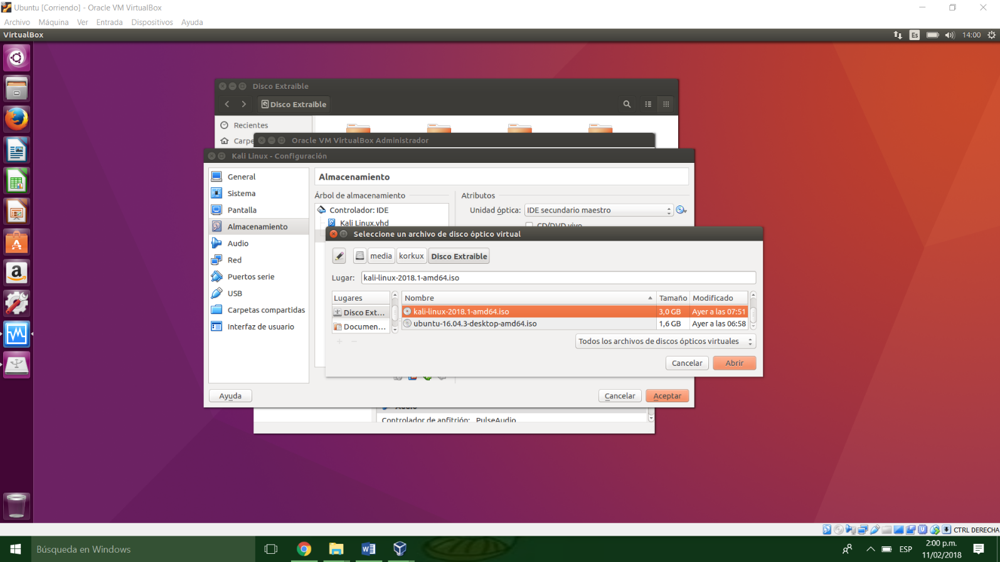 Ubuntu [Corriendo] - Oracle VM VirtualBox
Archivo Máquina Ver Entrada Dispositivos Ayuda
VirtualBox Es 14:00
Disco Extraible
Disco Extraible
Recientes
Carpe
Oracle VM VirtualBox Administrador
Kali Linux - Configuración
General
Sistema
Pantalla
Almacenamiento
Audio
Red
Puertos serie
USB
Carpetas compartidas
Interfaz de usuario
Almacenamiento
Árbol de almacenamiento
Controlador: IDE
Kali Linux.vhd
Atributos
Unidad óptica: IDE secundario maestro
CD/DVD vivo
Seleccione un archivo de disco óptico virtual
media korkux Disco Extraible
Lugar: kali-linux-2018.1-amd64.iso
Lugares
Disco Ext...
Documen...
Nombre Tamaño Modificado
kali-linux-2018.1-amd64.iso 3,0 GB Ayer a las 07:51
ubuntu-16.04.3-desktop-amd64.iso 1,6 GB Ayer a las 06:58
Todos los archivos de discos ópticos virtuales
Cancelar Abrir
Ayuda Cancelar Aceptar
Audio
Controlador de anfitrión: PulseAudio
CTRL DERECHA
Búsqueda en Windows
ESP
2:00 p.m.
11/02/2018